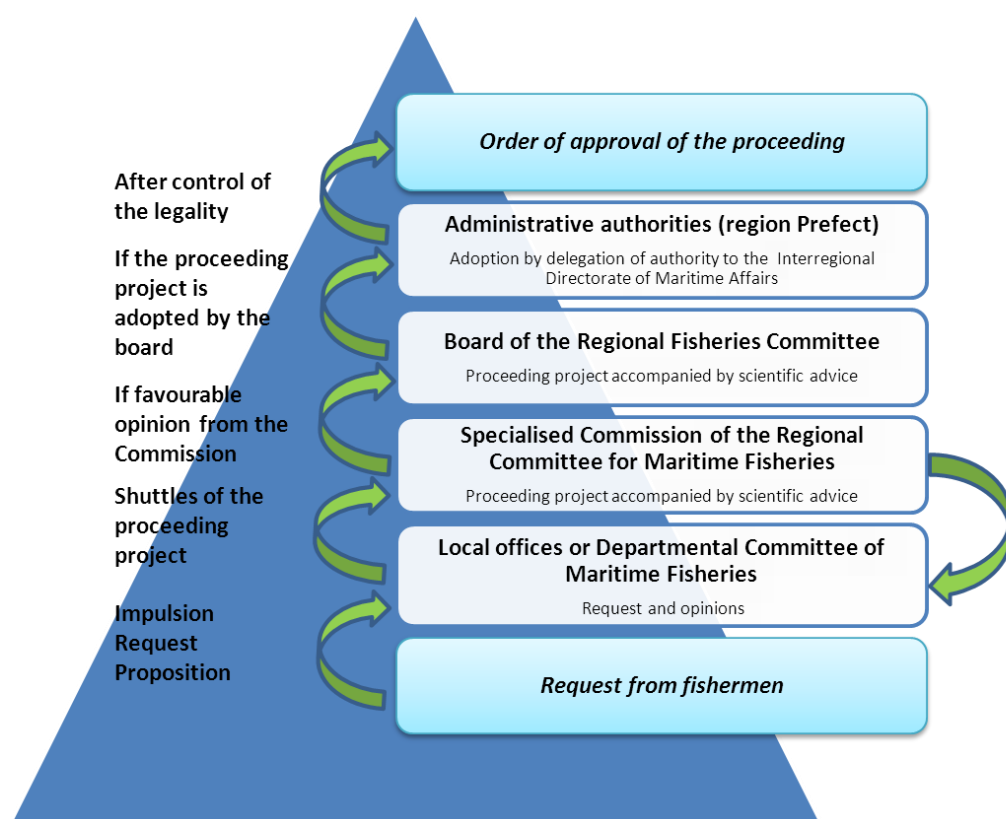 Order of approval of the proceeding
After control of
the legality
Administrative authorities (region Prefect)
Adoption by delegation of authority to the Interregional
Directorate of Maritime Affairs
If the proceeding
project is
adopted by the
board
Board of the Regional Fisheries Committee
Proceeding project accompanied by scientific advice
If favourable
opinion from the
Commission
Specialised Commission of the Regional
Committee for Maritime Fisheries
Proceeding project accompanied by scientific advice
Shuttles of the
proceeding
project
Local offices or Departmental Committee of
Maritime Fisheries
Request and opinions
Impulsion
Request
Proposition
Request from fishermen